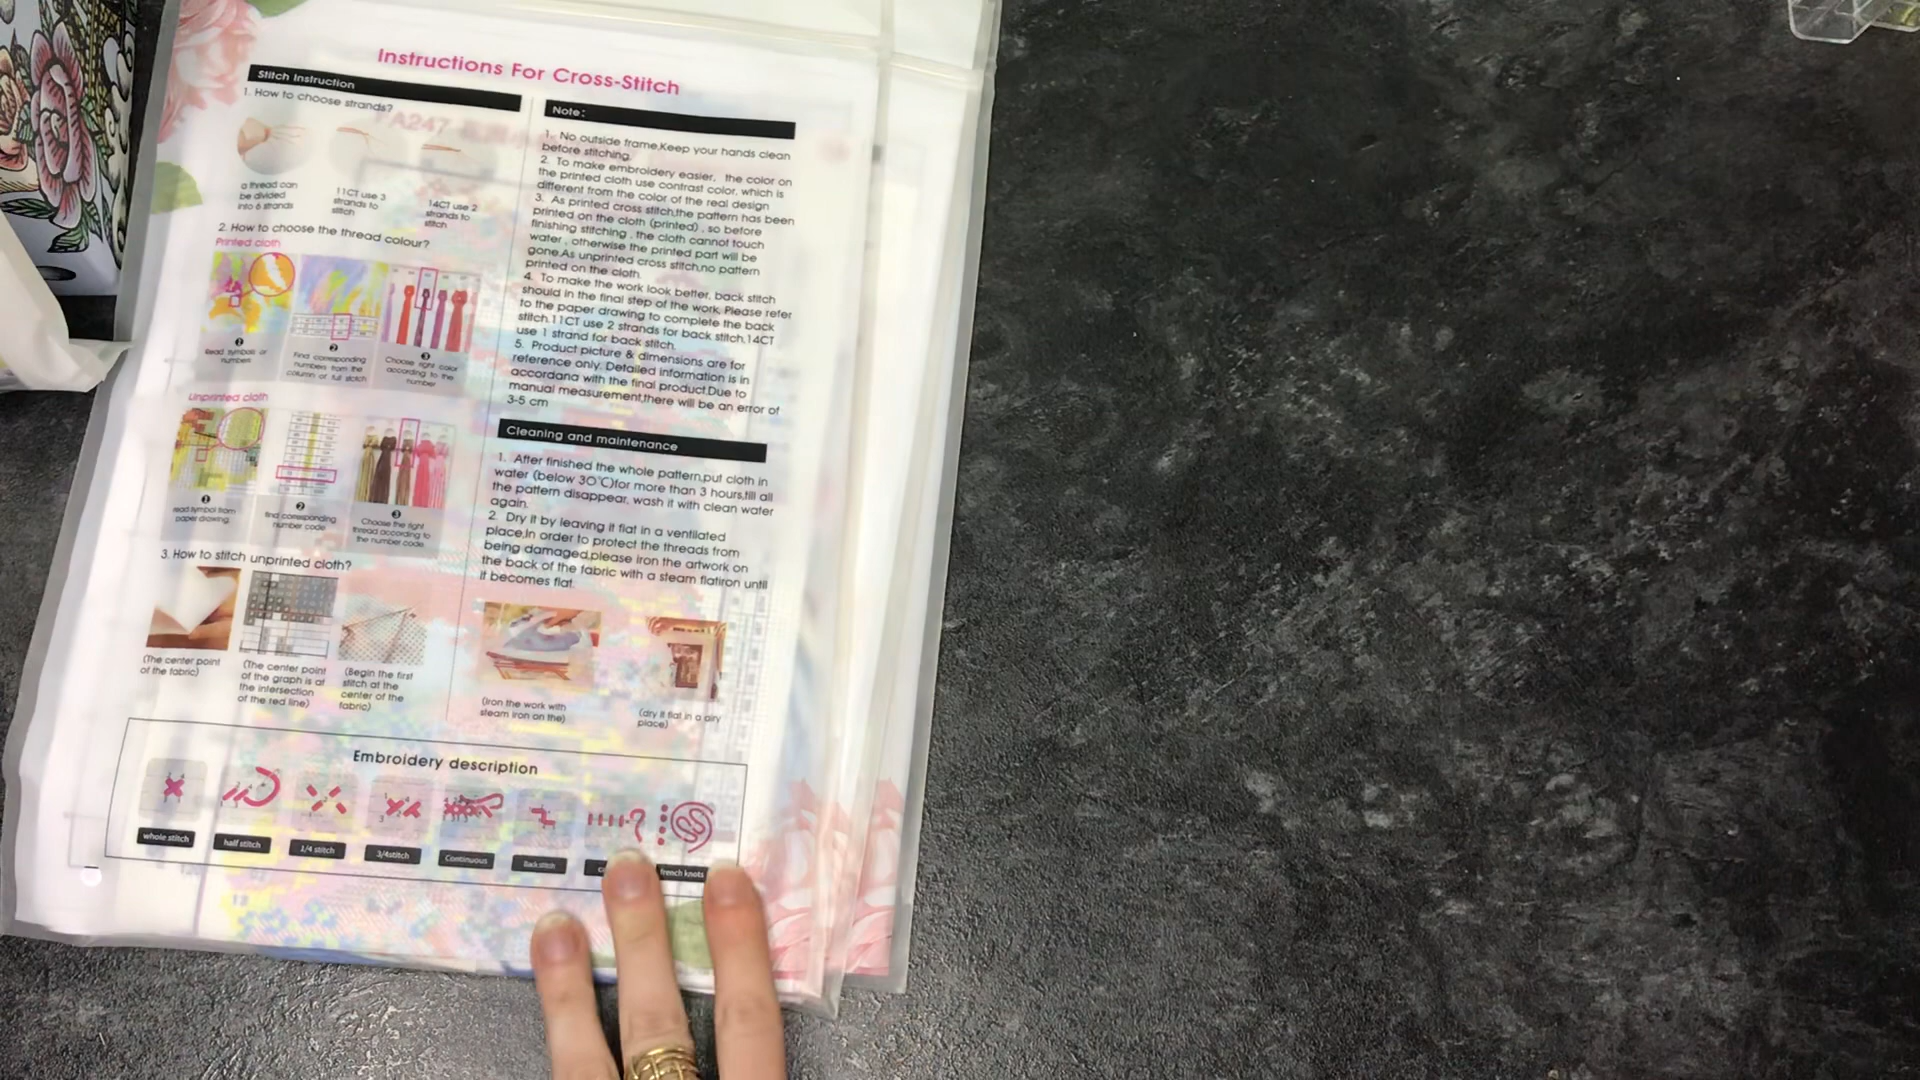 Instructions For Cross-Stitch
Stitch Instruction
1. How to choose strands?
A247
a thread can
be divided
into 6 strands
11CT use 3
strands to
stitch
14CT use 2
strands to
stitch
2. How to choose the thread colour?
Printed cloth
1
Read symbols or
numbers
2
Find corresponding
numbers from the
column of full stitch
3
Choose right color
according to the
number
Unprinted cloth
1
read symbol from
paper drawing.
2
find corresponding
number code
3
Choose the right
thread according to
the number code
3. How to stitch unprinted cloth?
(The center point
of the fabric)
(The center point
of the graph is at
the intersection
of the red line)
(Begin the first
stitch at the
center of the
fabric)
Note:
1. No outside frame,Keep your hands clean
before stitching.
2. To make embroidery easier, the color on
the printed cloth use contrast color, which is
different from the color of the real design
3. As printed cross stitch,the pattern has been
printed on the cloth (printed) , so before
finishing stitching , the cloth cannot touch
water , otherwise the printed part will be
gone.As unprinted cross stitch,no pattern
printed on the cloth.
4. To make the work look better, back stitch
should in the final step of the work, Please refer
to the paper drawing to complete the back
stitch.11CT use 2 strands for back stitch,14CT
use 1 strand for back stitch.
5. Product picture & dimensions are for
reference only. Detailed information is in
accordana with the final product.Due to
manual measurement,there will be an error of
3-5 cm
Cleaning and maintenance
1. After finished the whole pattern,put cloth in
water (below 30℃)for more than 3 hours,till all
the pattern disappear, wash it with clean water
again.
2. Dry it by leaving it flat in a ventilated
place,in order to protect the threads from
being damaged,please iron the artwork on
the back of the fabric with a steam flatiron until
it becomes flat.
(Iron the work with
steam iron on the)
(dry it flat in a airy
place)
Embroidery description
whole stitch
half stitch
1/4 stitch
3/4stitch
Continuous
Back stitch
french knots